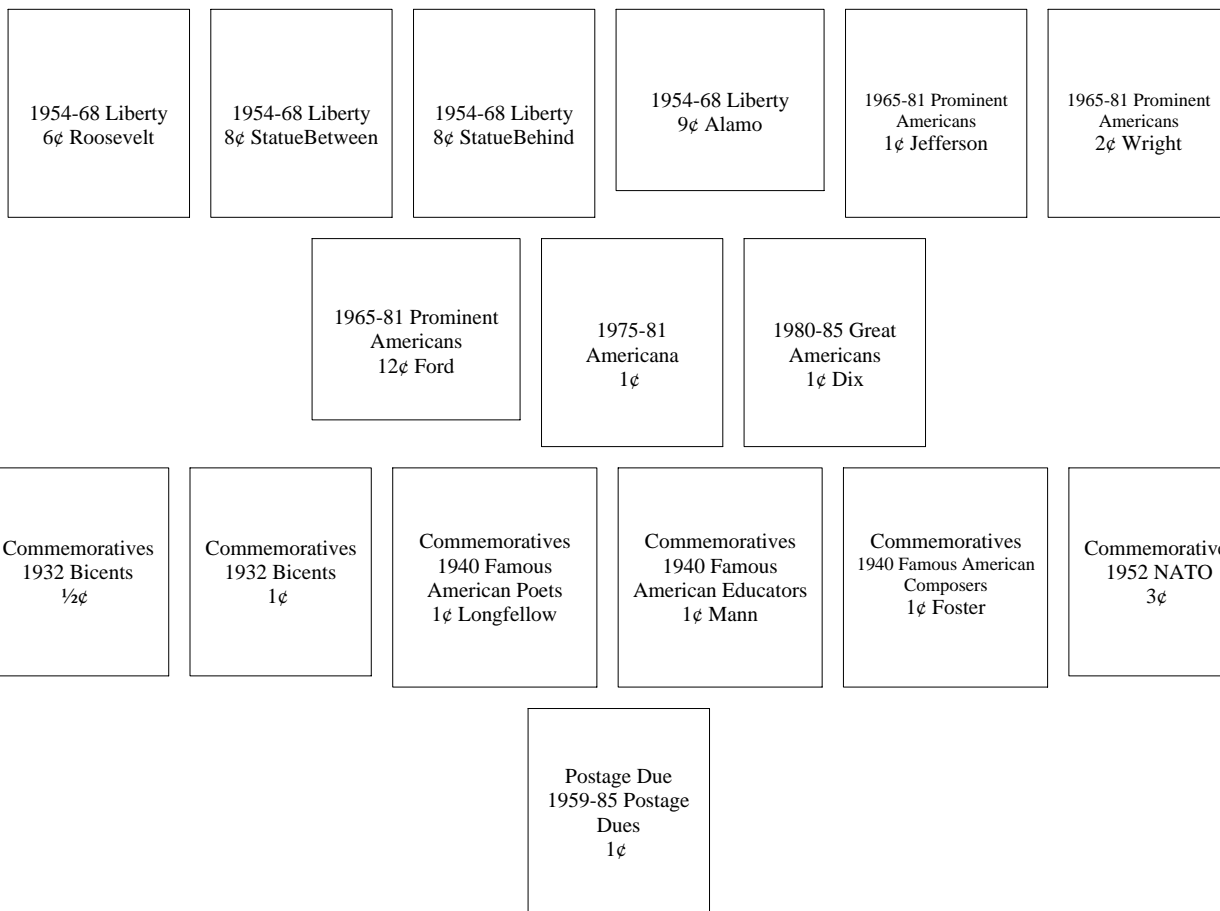 1954-68 Liberty
6¢ Roosevelt
1954-68 Liberty
8¢ StatueBetween
1954-68 Liberty
8¢ StatueBehind
1954-68 Liberty
9¢ Alamo
1965-81 Prominent
Americans
1¢ Jefferson
1965-81 Prominent
Americans
2¢ Wright
1965-81 Prominent
Americans
12¢ Ford
1975-81
Americana
1¢
1980-85 Great
Americans
1¢ Dix
Commemoratives
1932 Bicents
½¢
Commemoratives
1932 Bicents
1¢
Commemoratives
1940 Famous
American Poets
1¢ Longfellow
Commemoratives
1940 Famous
American Educators
1¢ Mann
Commemoratives
1940 Famous American
Composers
1¢ Foster
Commemorative
1952 NATO
3¢
Postage Due
1959-85 Postage
Dues
1¢